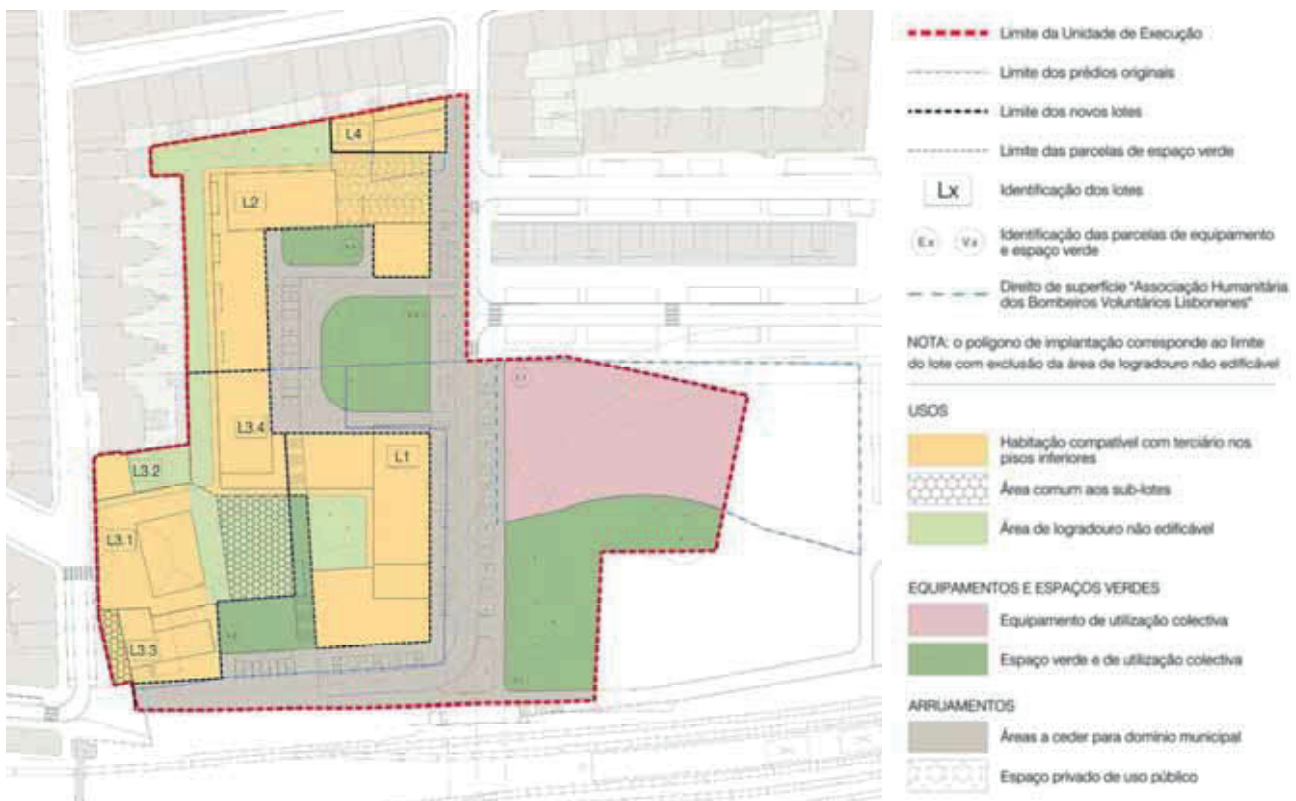 L4
L2
L3.4
L1
L3.2
L3.1
L3.3
Limite da Unidade de Execução
Limite dos prédios originais
Limite dos novos lotes
Limite das parcelas de espaço verde
Lx
Identificação dos lotes
E.x
V.x
Identificação das parcelas de equipamento
e espaço verde
Direito de superfície "Associação Humanitária
dos Bombeiros Voluntários Lisbonenes"
NOTA: o polígono de implantação corresponde ao limite
do lote com exclusão da área de logradouro não edificável
USOS
Habitação compatível com terciário nos
pisos inferiores
Área comum aos sub-lotes
Área de logradouro não edificável
EQUIPAMENTOS E ESPAÇOS VERDES
Equipamento de utilização colectiva
Espaço verde e de utilização colectiva
ARRUAMENTOS
Áreas a ceder para domínio municipal
Espaço privado de uso público